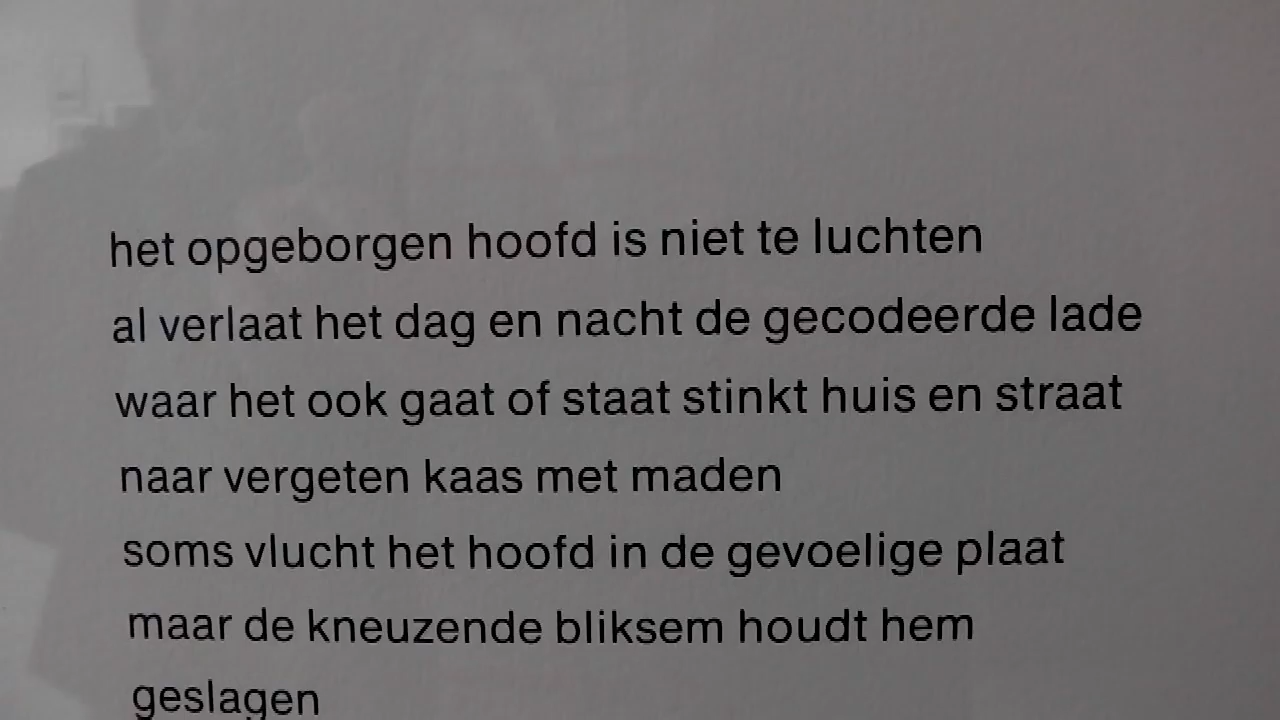 het opgeborgen hoofd is niet te luchten
al verlaat het dag en nacht de gecodeerde lade
waar het ook gaat of staat stinkt huis en straat
naar vergeten kaas met maden
soms vlucht het hoofd in de gevoelige plaat
maar de kneuzende bliksem houdt hem
geslagen